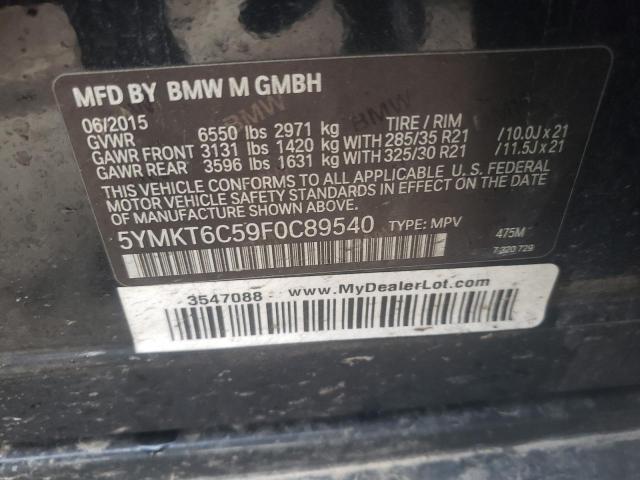 MFD BY BMW M GMBH
06/2015 TIRE / RIM
GVWR 6550 lbs 2971 kg
GAWR FRONT 3131 lbs 1420 kg WITH 285/35 R21 /10.0J x 21
GAWR REAR 3596 lbs 1631 kg WITH 325/30 R21 /11.5J x 21
THIS VEHICLE CONFORMS TO ALL APPLICABLE U.S. FEDERAL
MOTOR VEHICLE SAFETY STANDARDS IN EFFECT ON THE
DATE OF MANUFACTURE SHOWN ABOVE.
5YMKT6C59F0C89540 TYPE: MPV 475M
7 320 729
3547088 www.MyDealerLot.com